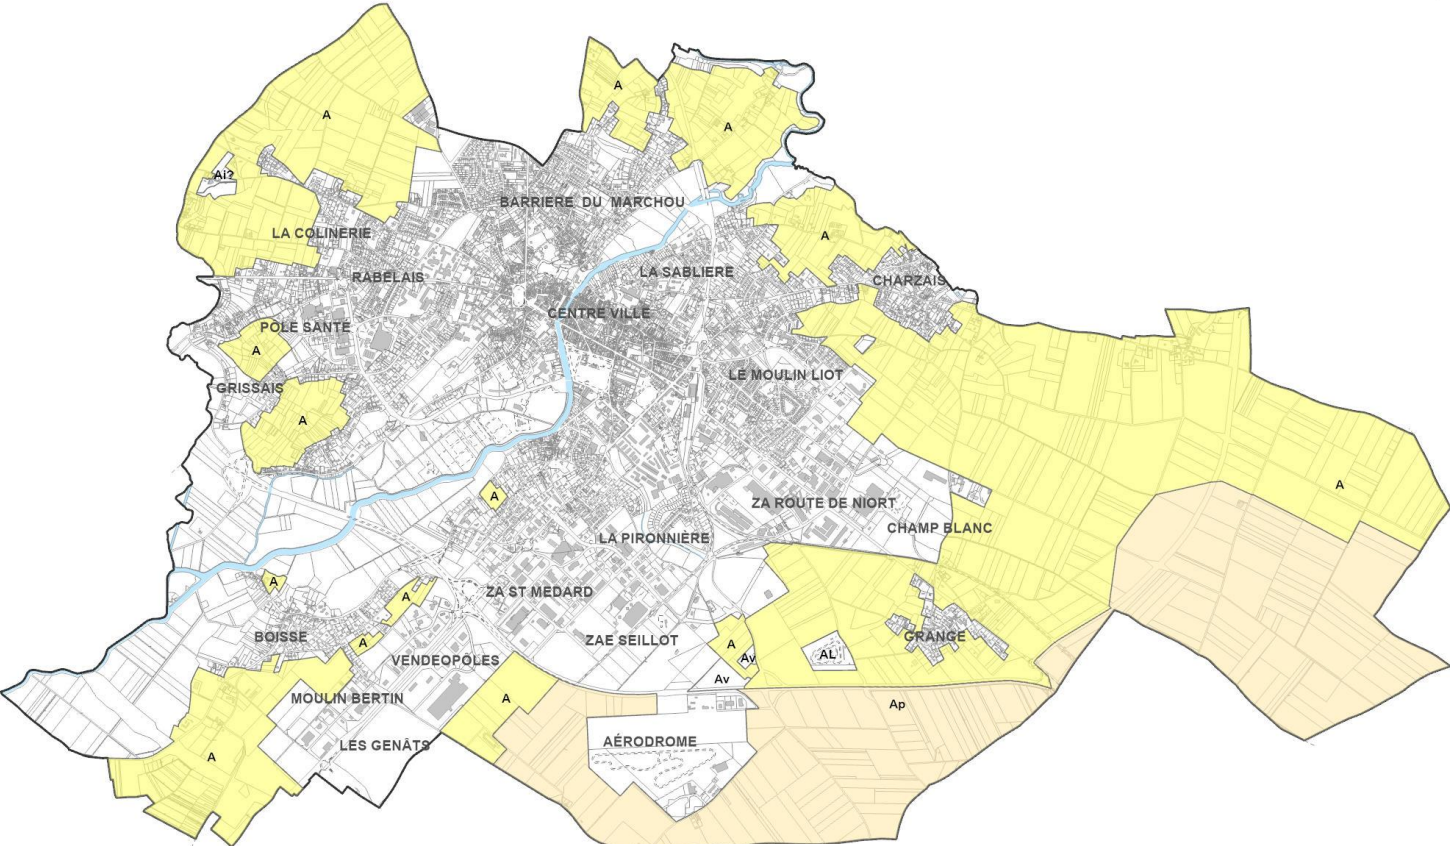 A
A
A
Ai?
BARRIERE DU MARCHOU
LA COLINERIE
A
LA SABLIERE
RABELAIS
CHARZAIS
CENTRE VILLE
POLE SANTE
A
LE MOULIN LIOT
GRISSAIS
A
A
A
ZA ROUTE DE NIORT
CHAMP BLANC
LA PIRONNIÈRE
A
ZA ST MEDARD
A
BOISSE
GRANGE
ZAE SEILLOT
A
A
AL
Av
VENDEOPÔLES
Av
MOULIN BERTIN
A
Ap
AÉRODROME
LES GENÂTS
A